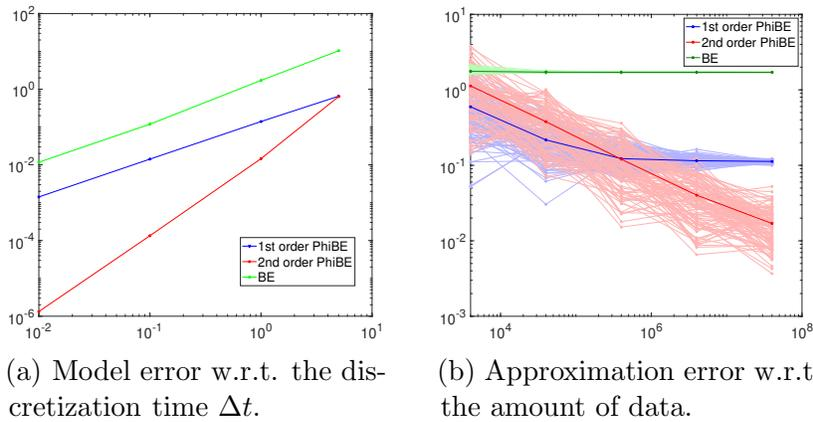 10^2
10^0
10^-2
10^-4
10^-6
10^-2
10^-1
10^0
10^1
1st order PhiBE
2nd order PhiBE
BE
(a) Model error w.r.t. the dis-
cretization time Δt.
10^1
10^0
10^-1
10^-2
10^-3
10^4
10^6
10^8
1st order PhiBE
2nd order PhiBE
BE
(b) Approximation error w.r.t
the amount of data.